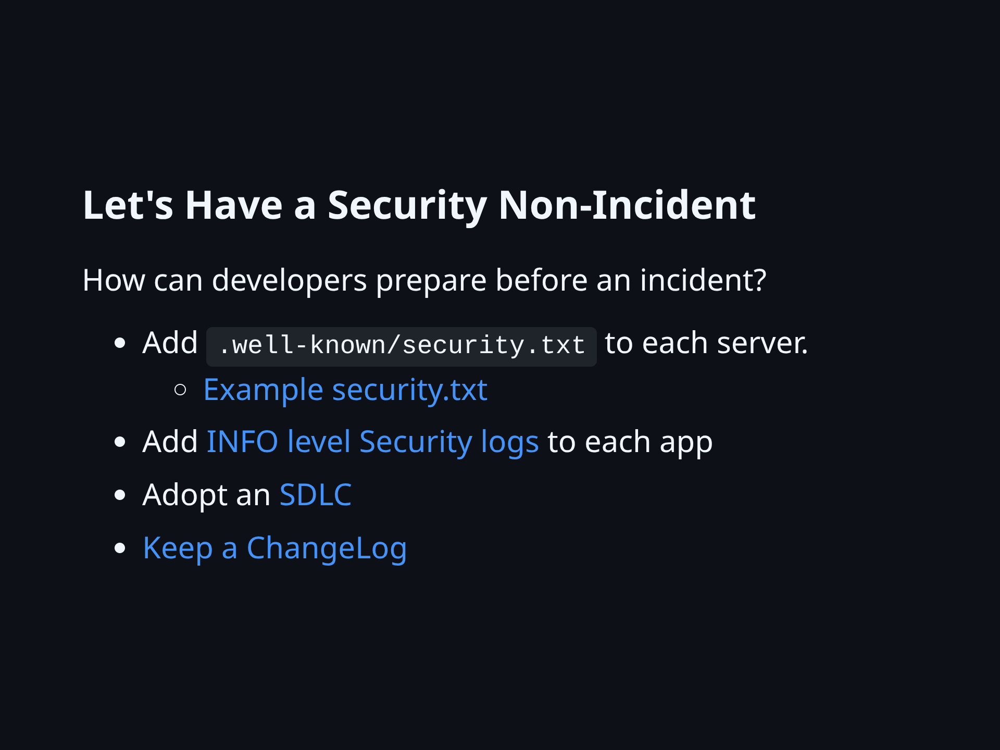 Let's Have a Security Non-Incident
How can developers prepare before an incident?
Add .well-known/security.txt to each server.
Example security.txt
Add INFO level Security logs to each app
Adopt an SDLC
Keep a ChangeLog